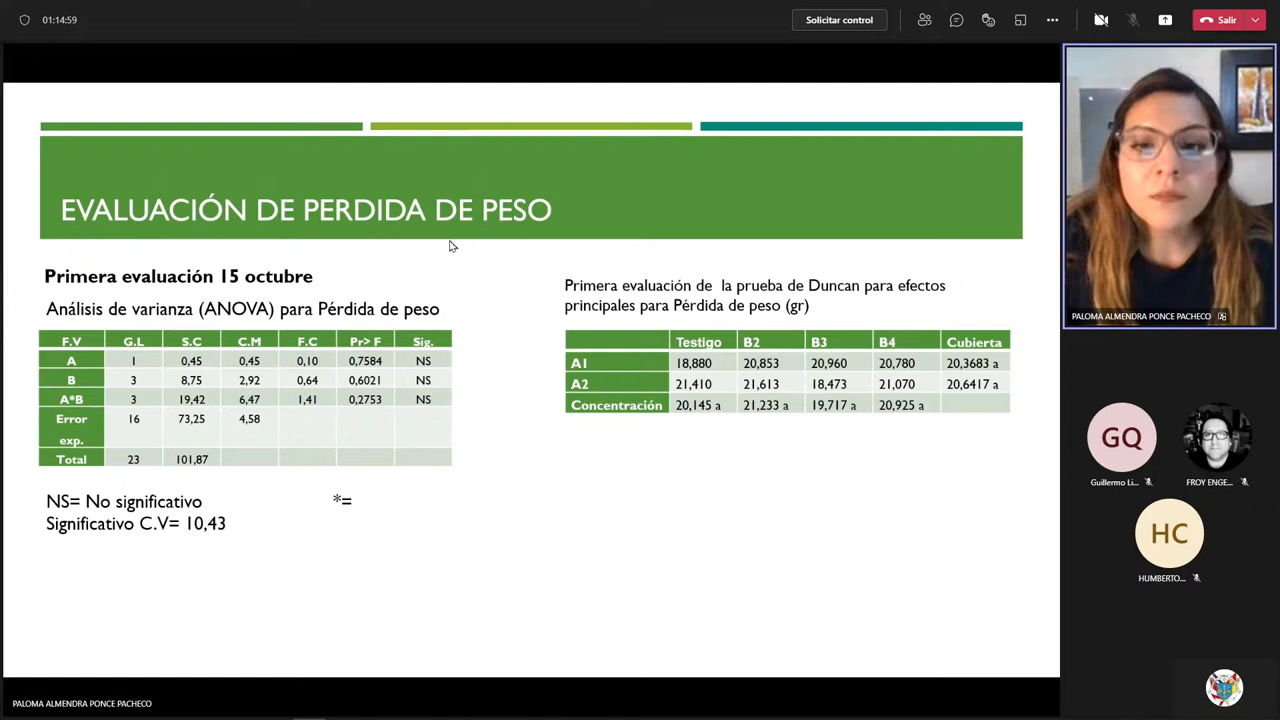 01:14:59
Solicitar control
Salir
EVALUACIÓN DE PERDIDA DE PESO
Primera evaluación 15 octubre
Análisis de varianza (ANOVA) para Pérdida de peso
F.V G.L S.C C.M F.C Pr> F Sig.
A 1 0,45 0,45 0,10 0,7584 NS
B 3 8,75 2,92 0,64 0,6021 NS
A*B 3 19,42 6,47 1,41 0,2753 NS
Error exp. 16 73,25 4,58
Total 23 101,87
NS= No significativo *=
Significativo C.V= 10,43
Primera evaluación de la prueba de Duncan para efectos
principales para Pérdida de peso (gr)
Testigo B2 B3 B4 Cubierta
A1 18,880 20,853 20,960 20,780 20,3683 a
A2 21,410 21,613 18,473 21,070 20,6417 a
Concentración 20,145 a 21,233 a 19,717 a 20,925 a
PALOMA ALMENDRA PONCE PACHECO
GQ
Guillermo Li...
FROY ENGE...
HC
HUMBERTO...
PALOMA ALMENDRA PONCE PACHECO